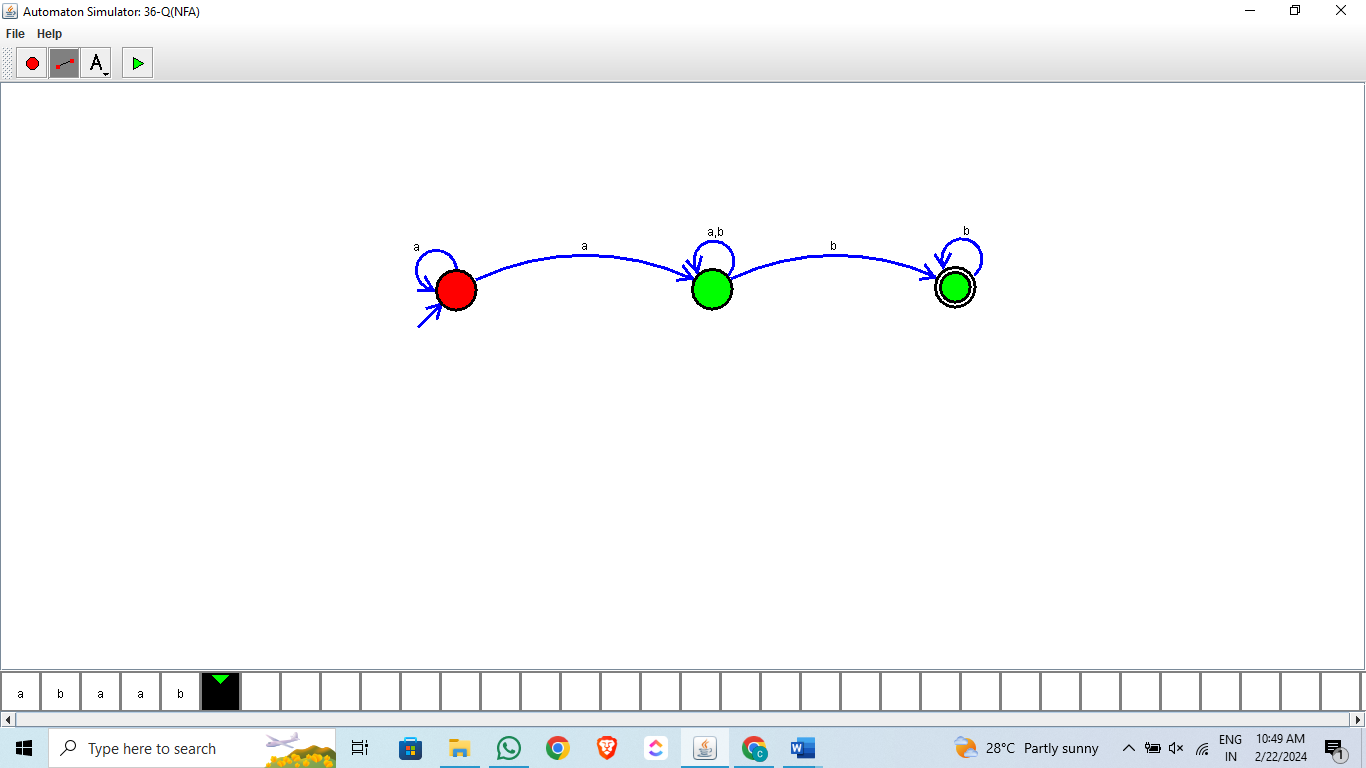 Automaton Simulator: 36-Q(NFA)
File Help
A
a a a,b b b
a b a a b
Type here to search
28°C Partly sunny
ENG
IN
10:49 AM
2/22/2024
1